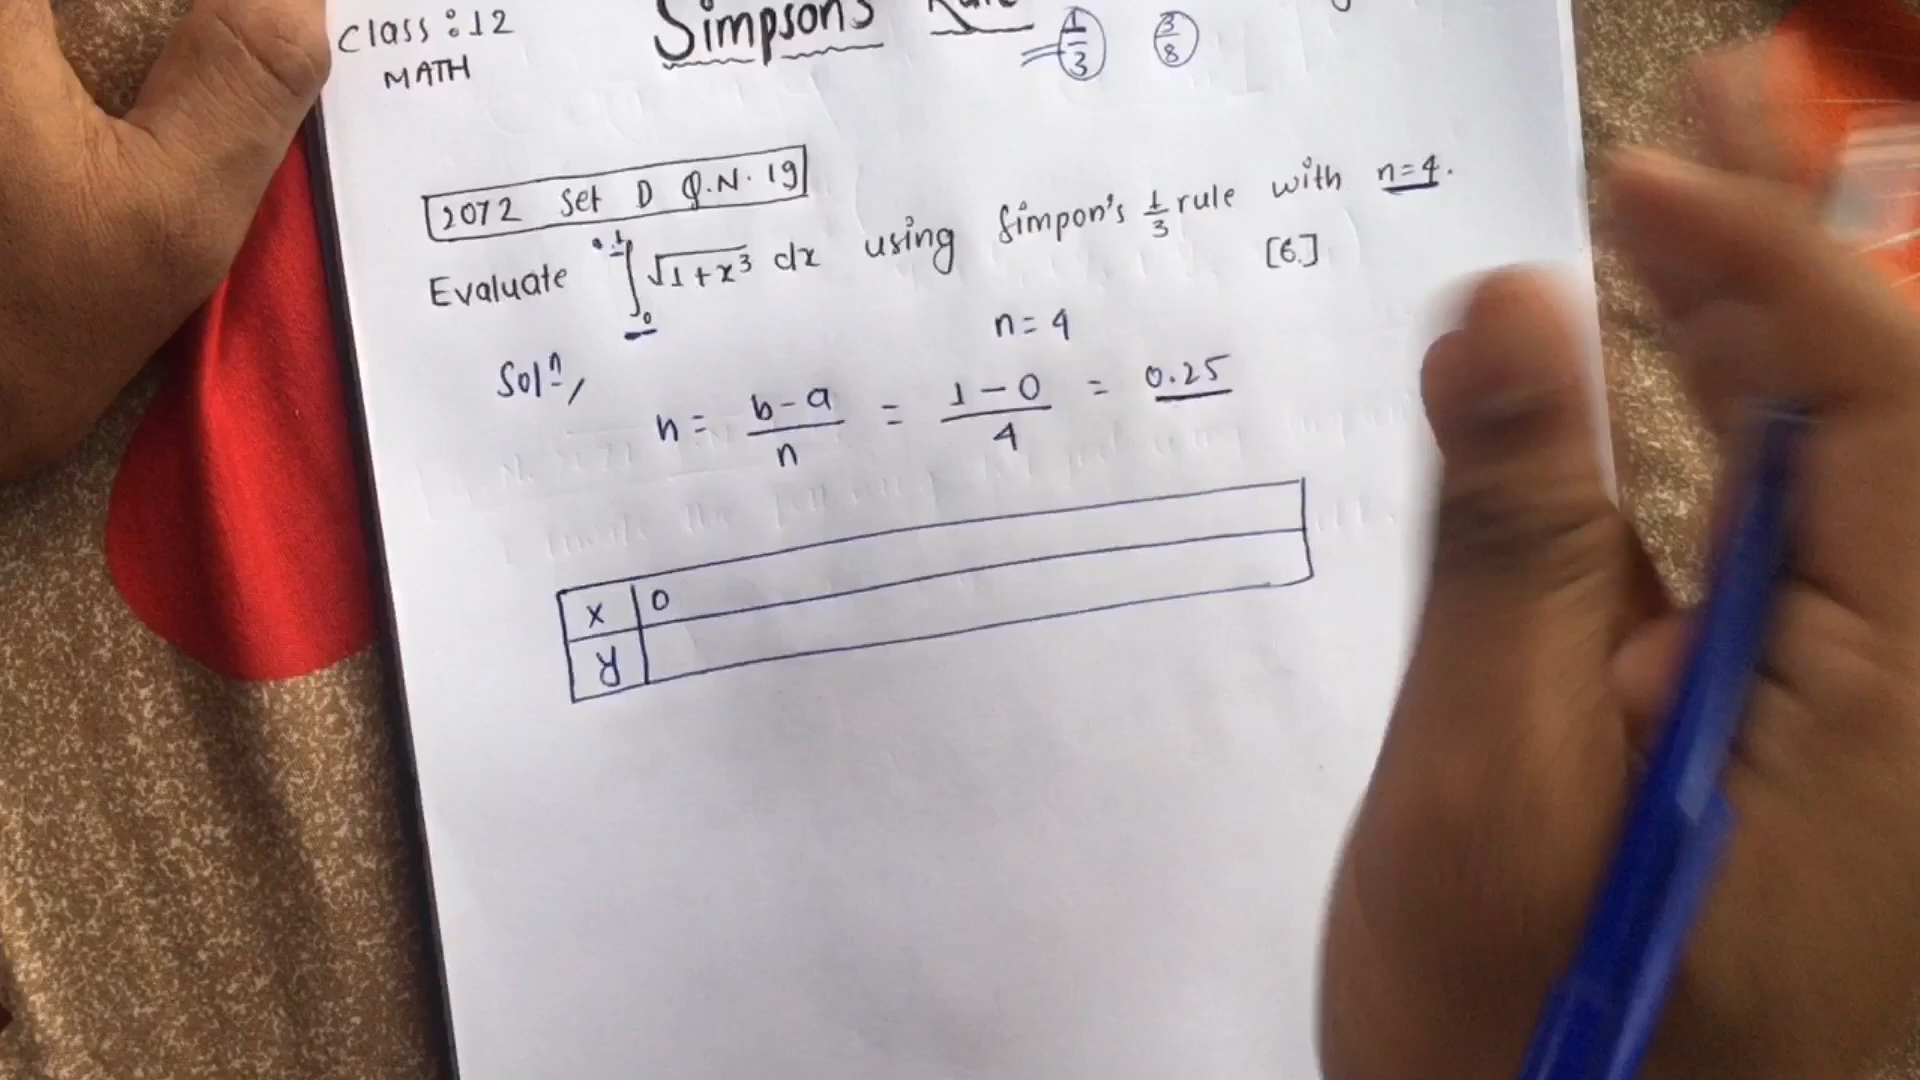 Class : 12
MATH
Simpson's Rule
1/3 3/8
2072 Set D Q.N. 19
Evaluate ∫₀¹ √1+x³ dx using Simpon's 1/3 rule with n=4.
[6.]
n = 4
Solⁿ,
h = b-a/n = 1-0/4 = 0.25
x 0
y